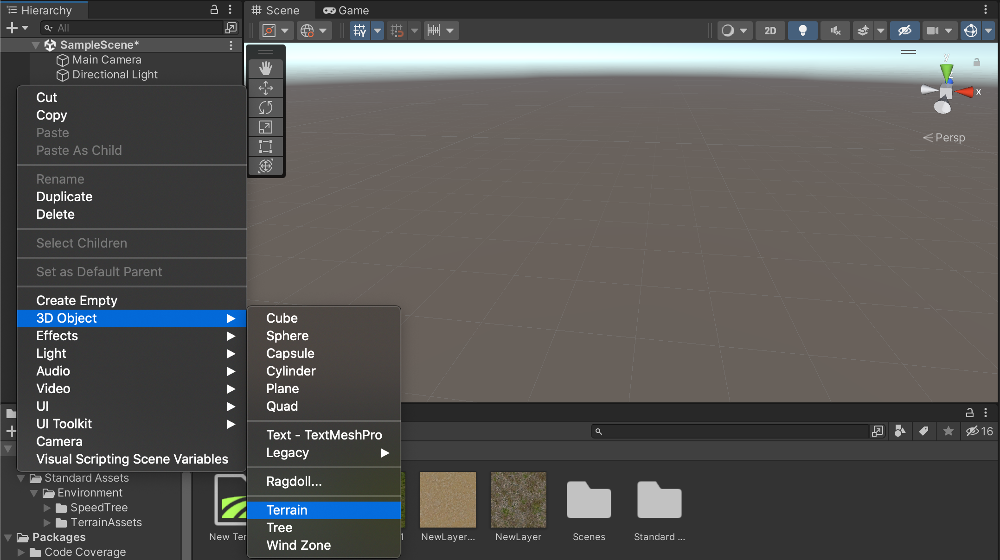 Hierarchy
All
SampleScene*
Main Camera
Directional Light
Cut
Copy
Paste
Paste As Child
Rename
Duplicate
Delete
Select Children
Set as Default Parent
Create Empty
3D Object
Effects
Light
Audio
Video
UI
UI Toolkit
Camera
Visual Scripting Scene Variables
Cube
Sphere
Capsule
Cylinder
Plane
Quad
Text - TextMeshPro
Legacy
Ragdoll...
Terrain
Tree
Wind Zone
Scene
Game
2D
y
z
x
Persp
16
Standard Assets
Environment
SpeedTree
TerrainAssets
Packages
Code Coverage
New Ter
1
NewLayer...
NewLayer
Scenes
Standard ...